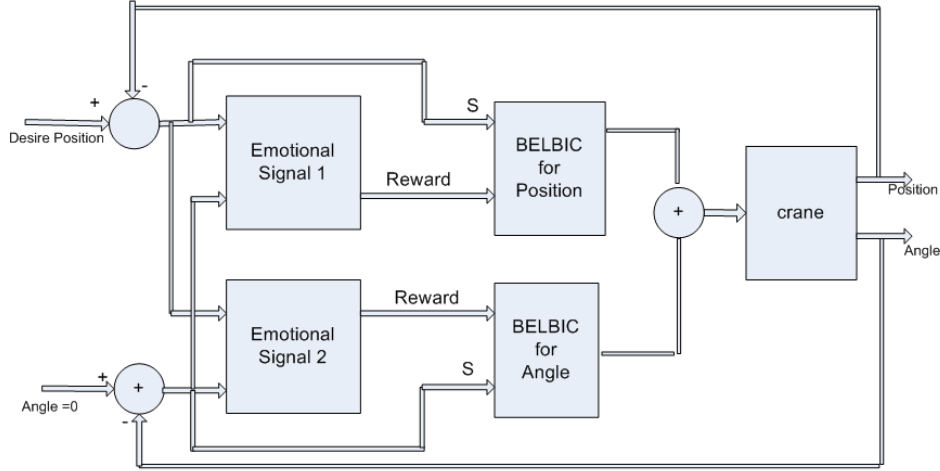 -
+
Desire Position
S
Emotional
Signal 1
BELBIC
for
Position
Reward
+
crane
Position
Angle
Emotional
Signal 2
Reward
BELBIC
for
Angle
S
+
+
Angle =0
-